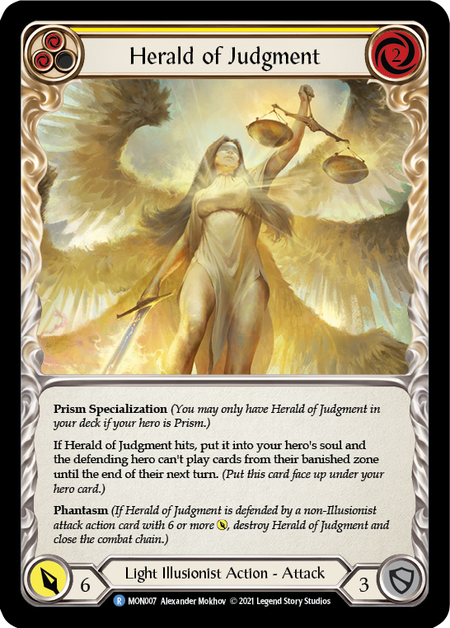 Herald of Judgment
2
Prism Specialization (You may only have Herald of Judgment in
your deck if your hero is Prism.)
If Herald of Judgment hits, put it into your hero's soul and
the defending hero can't play cards from their banished zone
until the end of their next turn. (Put this card face up under your
hero card.)
Phantasm (If Herald of Judgment is defended by a non-Illusionist
attack action card with 6 or more , destroy Herald of Judgment and
close the combat chain.)
6
Light Illusionist Action - Attack
3
R MON007 Alexander Mokhov © 2021 Legend Story Studios